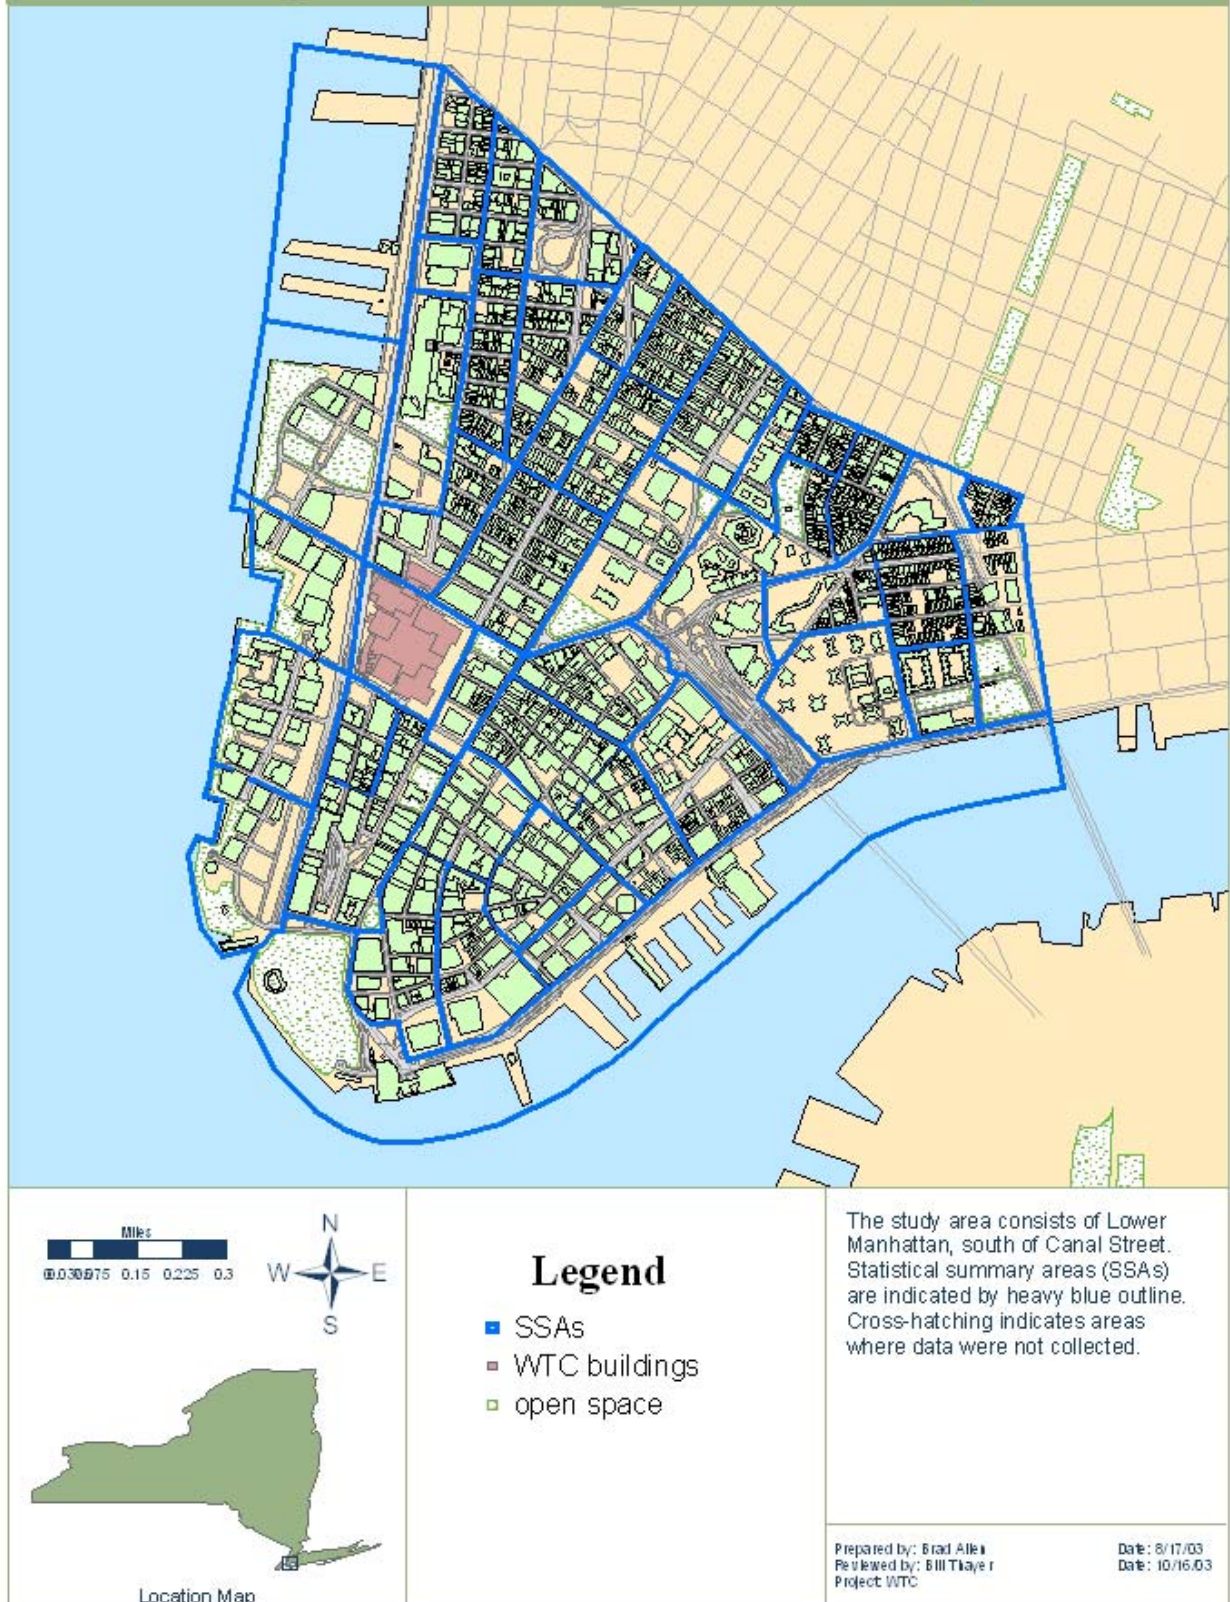 Miles
0.15 0.225 0.3
N
W E
S
Location Map
Legend
SSAs
WTC buildings
open space
The study area consists of Lower
Manhattan, south of Canal Street.
Statistical summary areas (SSAs)
are indicated by heavy blue outline.
Cross-hatching indicates areas
where data were not collected.
Prepared by: Brad Allen Date: 8/17/03
Reviewed by: Bill Thayer Date: 10/16/03
Project: WTC